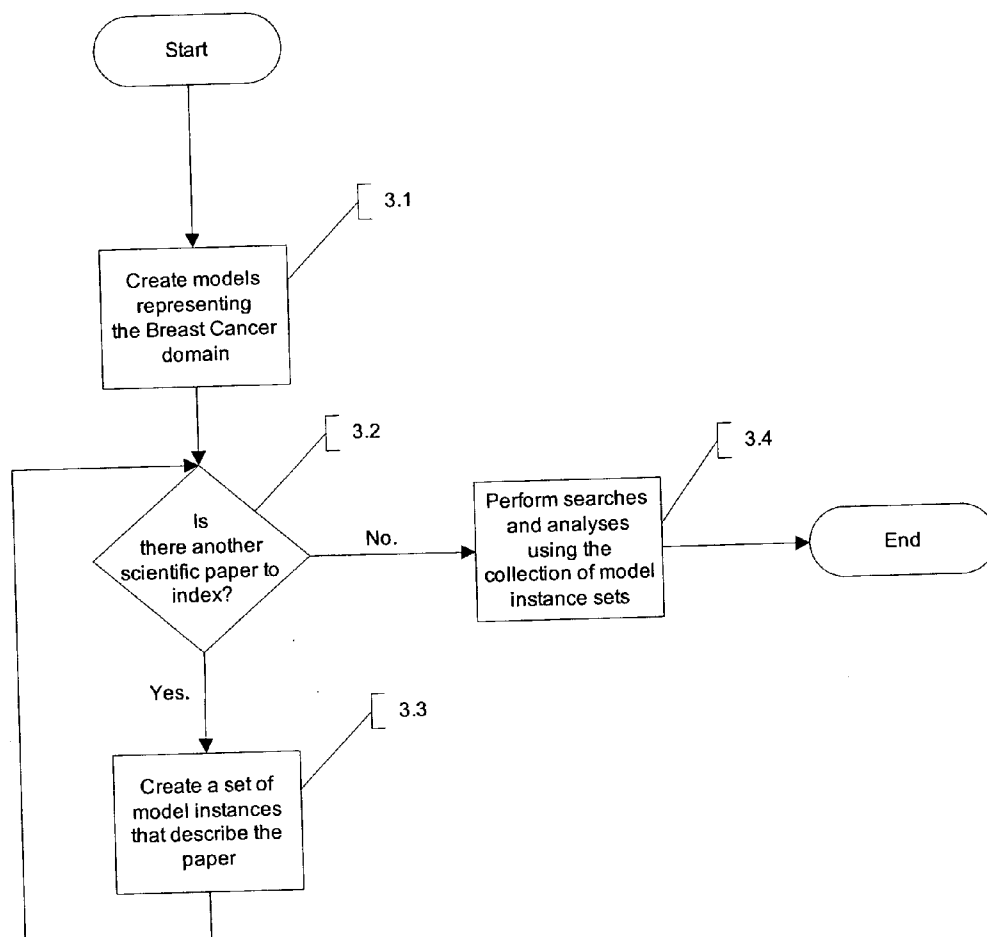 Start
3.1
Create models
representing
the Breast Cancer
domain
3.2
Is
there another
scientific paper to
index?
No.
3.4
Perform searches
and analyses
using the
collection of model
instance sets
End
Yes.
3.3
Create a set of
model instances
that describe the
paper